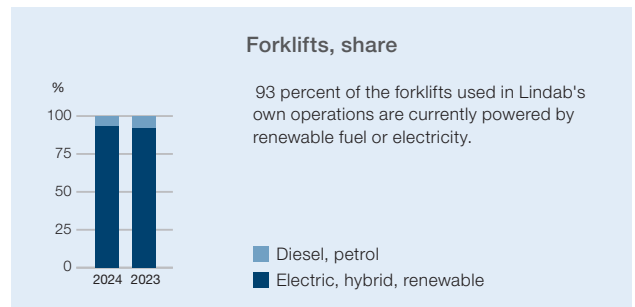 Forklifts, share
%
100
75
50
25
0
2024 2023
93 percent of the forklifts used in Lindab's
own operations are currently powered by
renewable fuel or electricity.
Diesel, petrol
Electric, hybrid, renewable